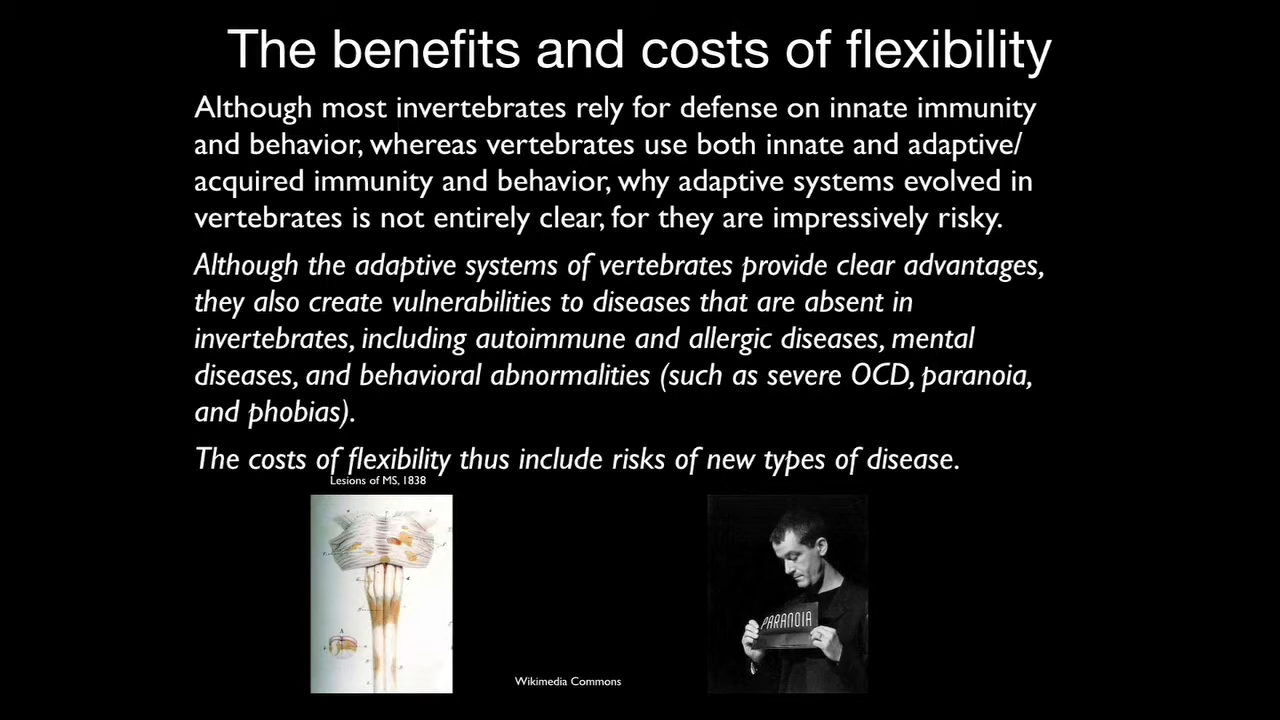 The benefits and costs of flexibility
Although most invertebrates rely for defense on innate immunity
and behavior, whereas vertebrates use both innate and adaptive/
acquired immunity and behavior, why adaptive systems evolved in
vertebrates is not entirely clear, for they are impressively risky.
Although the adaptive systems of vertebrates provide clear advantages,
they also create vulnerabilities to diseases that are absent in
invertebrates, including autoimmune and allergic diseases, mental
diseases, and behavioral abnormalities (such as severe OCD, paranoia,
and phobias).
The costs of flexibility thus include risks of new types of disease.
Lesions of MS, 1838
PARANOIA
Wikimedia Commons